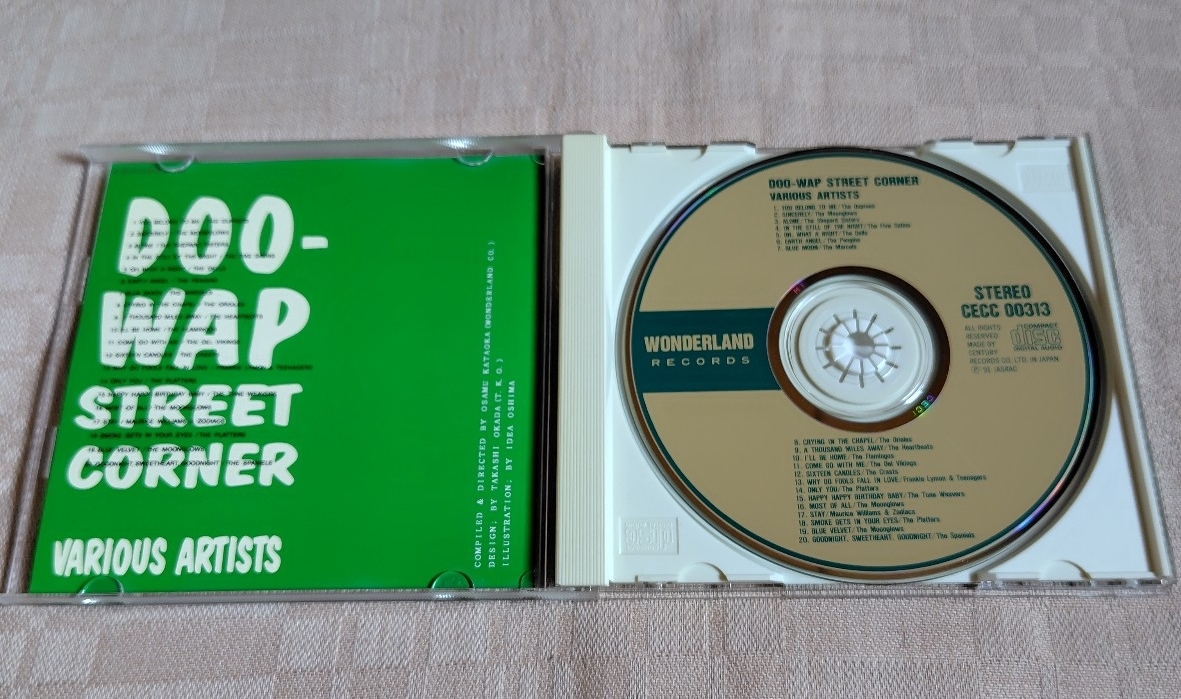 DOO-
WAP
STREET
CORNER
VARIOUS ARTISTS
COMPILED & DIRECTED BY OSAMU KATAOKA (WONDERLAND CO.)
DESIGN; BY TAKASHI OKADA (T. K. O.)
ILLUSTRATION; BY IDEA OSHIMA
DOO-WAP STREET CORNER
VARIOUS ARTISTS
1. YOU BELONG TO ME/The Duprees
2. SINCERELY/The Moonglows
3. ALONE/The Shepard Sisters
4. IN THE STILL OF THE NIGHT/The Five Satins
5. OH, WHAT A NIGHT/The Dells
6. EARTH ANGEL/The Penguins
7. BLUE MOON/The Marcels
WONDERLAND
RECORDS
STEREO
CECC 00313
ALL RIGHTS
RESERVED
MADE BY
CENTURY
RECORDS CO. LTD. IN JAPAN
JASRAC
COMPACT
disc
DIGITAL AUDIO
8. CRYING IN THE CHAPEL/The Orioles
9. A THOUSAND MILES AWAY/The Heartbeats
10. I'LL BE HOME/The Flamingos
11. COME GO WITH ME/The Del Vikings
12. SIXTEEN CANDLES/The Crests
13. WHY DO FOOLS FALL IN LOVE/Frankie Lymon & Teenagers
14. ONLY YOU/The Platters
15. HAPPY HAPPY BIRTHDAY BABY/The Tune Weavers
16. MOST OF ALL/The Moonglows
17. STAY/Maurice Williams & Zodiacs
18. SMOKE GETS IN YOUR EYES/The Platters
19. BLUE VELVET/The Moonglows
20. GOODNIGHT, SWEETHEART, GOODNIGHT/The Spaniels